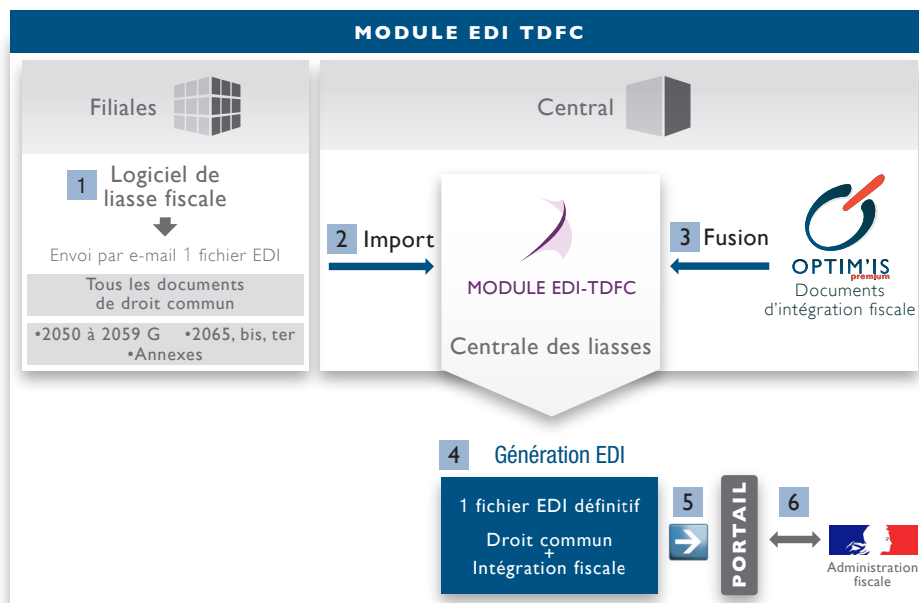 MODULE EDI TDFC
Filiales
Central
1
Logiciel de
liasse fiscale
Envoi par e-mail 1 fichier EDI
Tous les documents
de droit commun
•2050 à 2059 G •2065, bis, ter
•Annexes
2 Import
MODULE EDI-TDFC
Centrale des liasses
3 Fusion
OPTIM'IS
premium
Documents
d'intégration fiscale
4 Génération EDI
1 fichier EDI définitif
Droit commun
+
Intégration fiscale
5
PORTAIL
6
Administration
fiscale